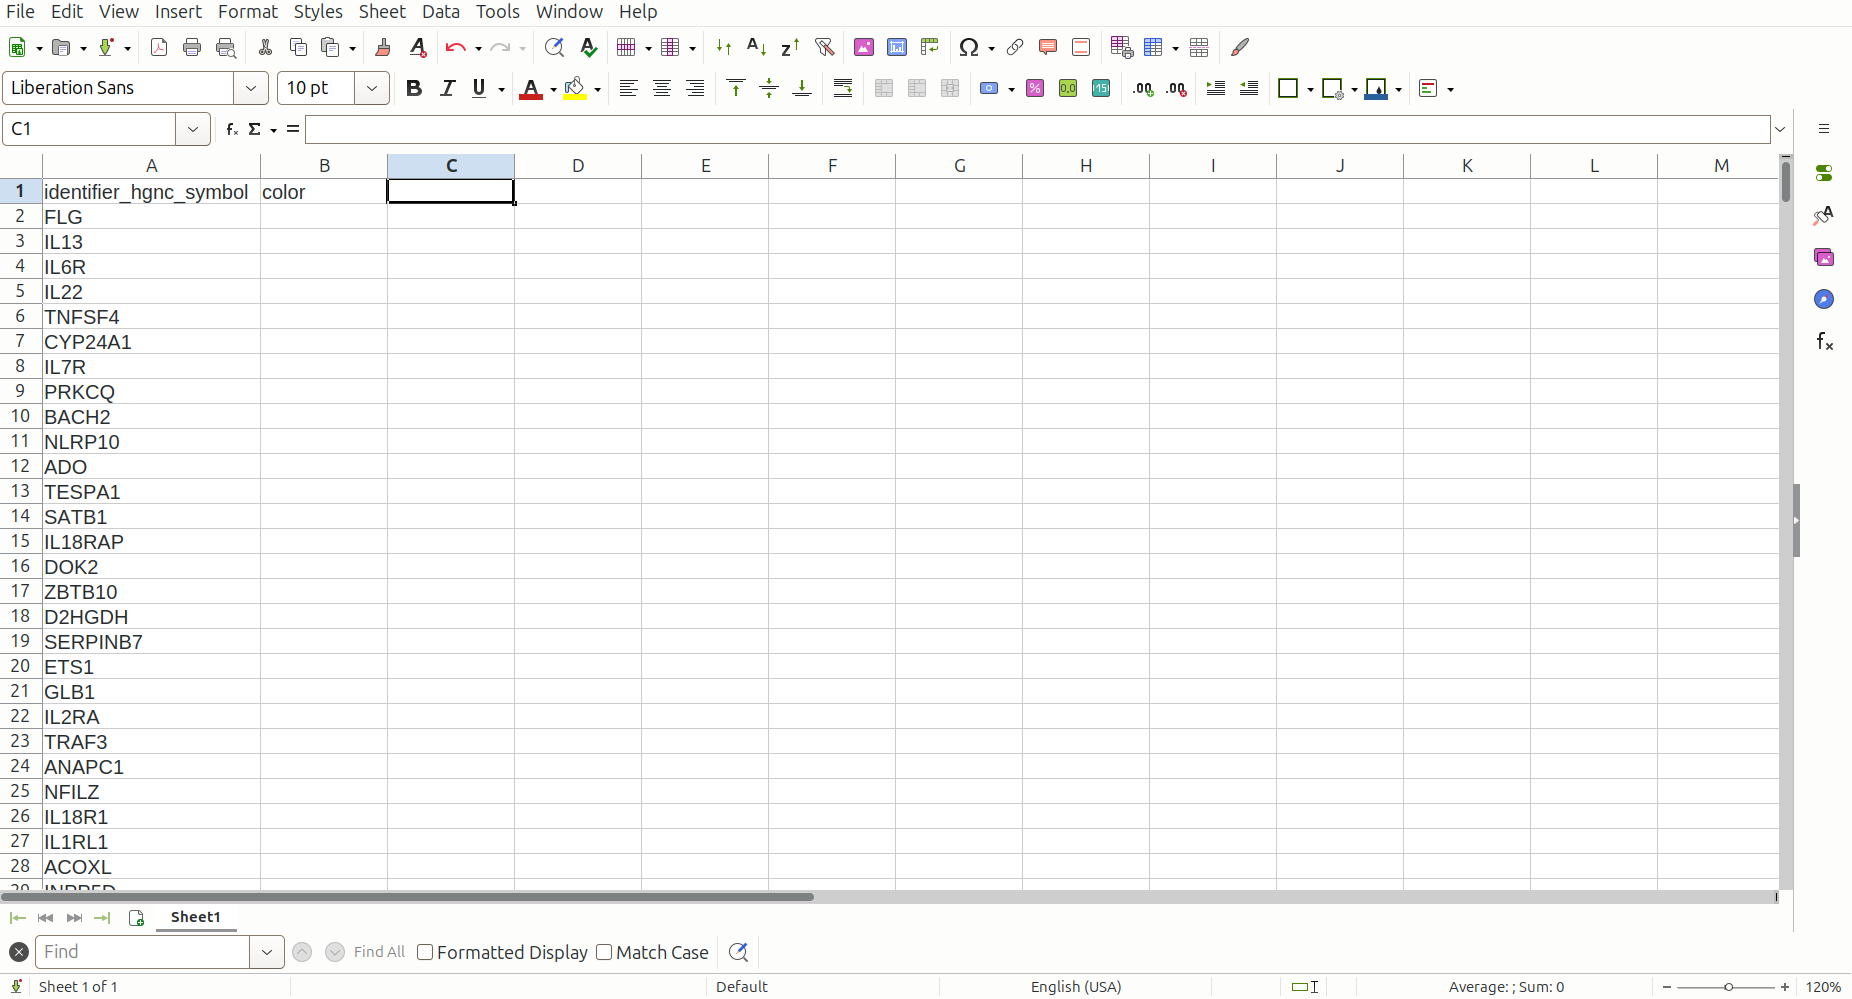 File Edit View Insert Format Styles Sheet Data Tools Window Help
Liberation Sans 10 pt
C1
A B C D E F G H I J K L M
1 identifier_hgnc_symbol color
2 FLG
3 IL13
4 IL6R
5 IL22
6 TNFSF4
7 CYP24A1
8 IL7R
9 PRKCQ
10 BACH2
11 NLRP10
12 ADO
13 TESPA1
14 SATB1
15 IL18RAP
16 DOK2
17 ZBTB10
18 D2HGDH
19 SERPINB7
20 ETS1
21 GLB1
22 IL2RA
23 TRAF3
24 ANAPC1
25 NFILZ
26 IL18R1
27 IL1RL1
28 ACOXL
Sheet1
Find Find All Formatted Display Match Case
Sheet 1 of 1 Default English (USA) Average: ; Sum: 0 120%